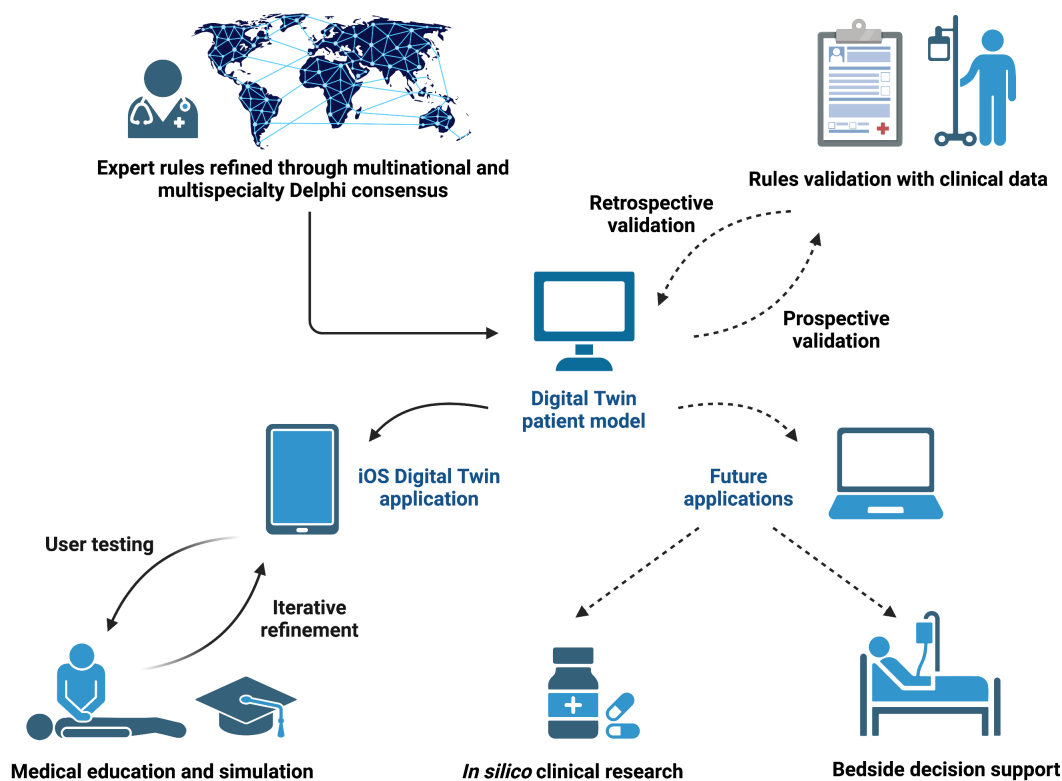 Expert rules refined through multinational and
multispecialty Delphi consensus
Rules validation with clinical data
Retrospective
validation
Prospective
validation
Digital Twin
patient model
iOS Digital Twin
application
Future
applications
User testing
Iterative
refinement
Medical education and simulation
In silico clinical research
Bedside decision support